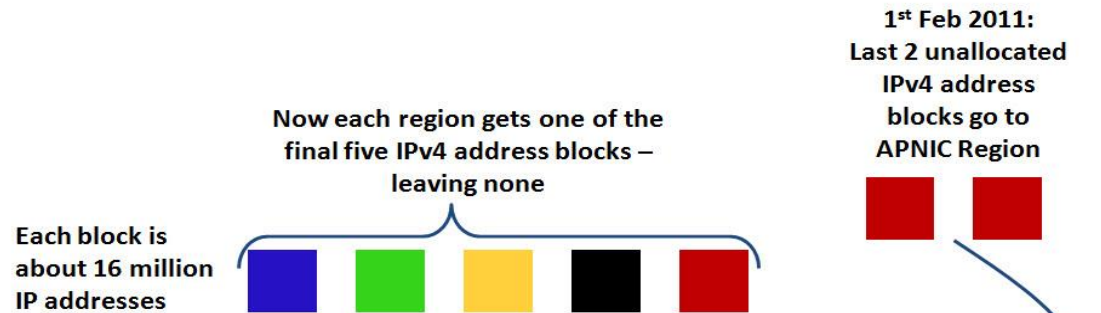 1st Feb 2011:
Last 2 unallocated
IPv4 address
blocks go to
APNIC Region
Now each region gets one of the
final five IPv4 address blocks –
leaving none
Each block is
about 16 million
IP addresses